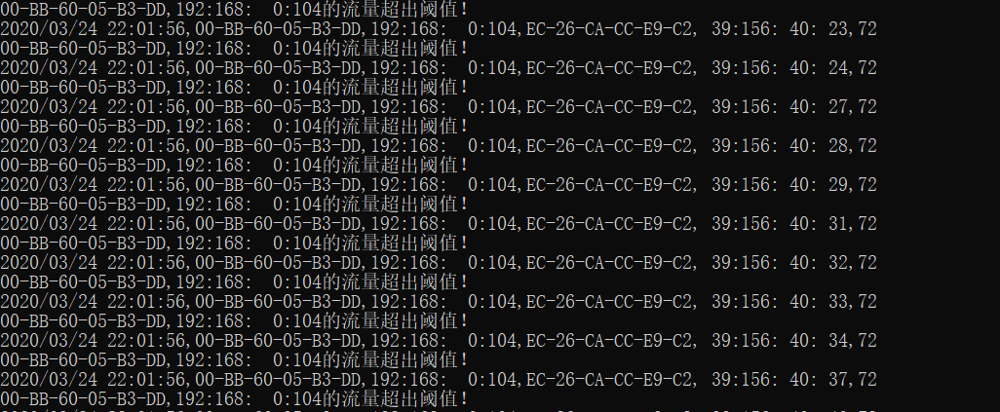 00-BB-60-05-B3-DD,192:168:  0:104的流量超出阈值!
2020/03/24 22:01:56,00-BB-60-05-B3-DD,192:168:  0:104,EC-26-CA-CC-E9-C2, 39:156: 40: 23,72
00-BB-60-05-B3-DD,192:168:  0:104的流量超出阈值!
2020/03/24 22:01:56,00-BB-60-05-B3-DD,192:168:  0:104,EC-26-CA-CC-E9-C2, 39:156: 40: 24,72
00-BB-60-05-B3-DD,192:168:  0:104的流量超出阈值!
2020/03/24 22:01:56,00-BB-60-05-B3-DD,192:168:  0:104,EC-26-CA-CC-E9-C2, 39:156: 40: 27,72
00-BB-60-05-B3-DD,192:168:  0:104的流量超出阈值!
2020/03/24 22:01:56,00-BB-60-05-B3-DD,192:168:  0:104,EC-26-CA-CC-E9-C2, 39:156: 40: 28,72
00-BB-60-05-B3-DD,192:168:  0:104的流量超出阈值!
2020/03/24 22:01:56,00-BB-60-05-B3-DD,192:168:  0:104,EC-26-CA-CC-E9-C2, 39:156: 40: 29,72
00-BB-60-05-B3-DD,192:168:  0:104的流量超出阈值!
2020/03/24 22:01:56,00-BB-60-05-B3-DD,192:168:  0:104,EC-26-CA-CC-E9-C2, 39:156: 40: 31,72
00-BB-60-05-B3-DD,192:168:  0:104的流量超出阈值!
2020/03/24 22:01:56,00-BB-60-05-B3-DD,192:168:  0:104,EC-26-CA-CC-E9-C2, 39:156: 40: 32,72
00-BB-60-05-B3-DD,192:168:  0:104的流量超出阈值!
2020/03/24 22:01:56,00-BB-60-05-B3-DD,192:168:  0:104,EC-26-CA-CC-E9-C2, 39:156: 40: 33,72
00-BB-60-05-B3-DD,192:168:  0:104的流量超出阈值!
2020/03/24 22:01:56,00-BB-60-05-B3-DD,192:168:  0:104,EC-26-CA-CC-E9-C2, 39:156: 40: 34,72
00-BB-60-05-B3-DD,192:168:  0:104的流量超出阈值!
2020/03/24 22:01:56,00-BB-60-05-B3-DD,192:168:  0:104,EC-26-CA-CC-E9-C2, 39:156: 40: 37,72
00-BB-60-05-B3-DD,192:168:  0:104的流量超出阈值!